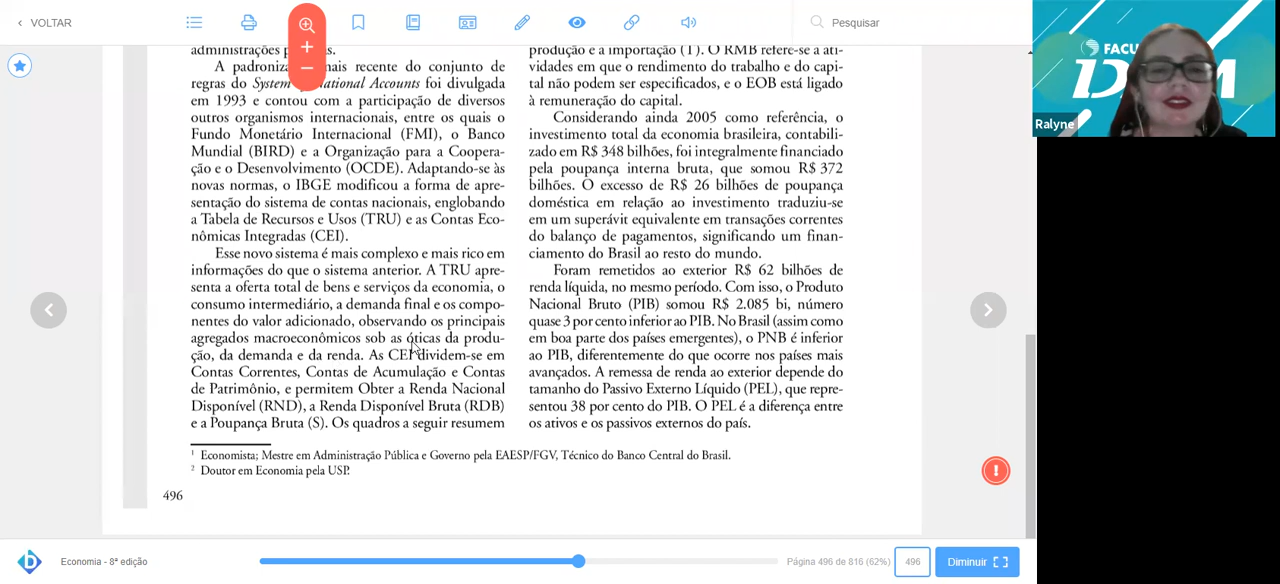 VOLTAR
Pesquisar
administrações
A mais recente do conjunto de
regras do System Accounts foi divulgada
em 1993 e contou com a participação de diversos
outros organismos internacionais, entre os quais o
Fundo Monetário Internacional (FMI), o Banco
Mundial (BIRD) e a Organização para a Coopera-
ção e o Desenvolvimento (OCDE). Adaptando-se às
novas normas, o IBGE modificou a forma de apre-
sentação do sistema de contas nacionais, englobando
a Tabela de Recursos e Usos (TRU) e as Contas Eco-
nômicas Integradas (CEI).
Esse novo sistema é mais complexo e mais rico em
informações do que o sistema anterior. A TRU apre-
senta a oferta total de bens e serviços da economia, o
consumo intermediário, a demanda final e os compo-
nentes do valor adicionado, observando os principais
agregados macroeconômicos sob as óticas da produ-
ção, da demanda e da renda. As CEI dividem-se em
Contas Correntes, Contas de Acumulação e Contas
de Patrimônio, e permitem Obter a Renda Nacional
Disponível (RND), a Renda Disponível Bruta (RDB)
e a Poupança Bruta (S). Os quadros a seguir resumem
produção e a importação (T). O RMB refere-se a ati-
vidades em que o rendimento do trabalho e do capi-
tal não podem ser especificados, e o EOB está ligado
à remuneração do capital.
Considerando ainda 2005 como referência, o
investimento total da economia brasileira, contabili-
zado em R$ 348 bilhões, foi integralmente financiado
pela poupança interna bruta, que somou R$ 372
bilhões. O excesso de R$ 26 bilhões de poupança
doméstica em relação ao investimento traduziu-se
em um superávit equivalente em transações correntes
do balanço de pagamentos, significando um finan-
ciamento do Brasil ao resto do mundo.
Foram remetidos ao exterior R$ 62 bilhões de
renda líquida, no mesmo período. Com isso, o Produto
Nacional Bruto (PIB) somou R$ 2.085 bi, número
quase 3 por cento inferior ao PIB. No Brasil (assim como
em boa parte dos países emergentes), o PNB é inferior
ao PIB, diferentemente do que ocorre nos países mais
avançados. A remessa de renda ao exterior depende do
tamanho do Passivo Externo Líquido (PEL), que repre-
sentou 38 por cento do PIB. O PEL é a diferença entre
os ativos e os passivos externos do país.
1 Economista; Mestre em Administração Pública e Governo pela EAESP/FGV, Técnico do Banco Central do Brasil.
2 Doutor em Economia pela USP.
496
Economia - 8ª edição
Página 496 de 816 (62%)
496
Diminuir
Ralyne